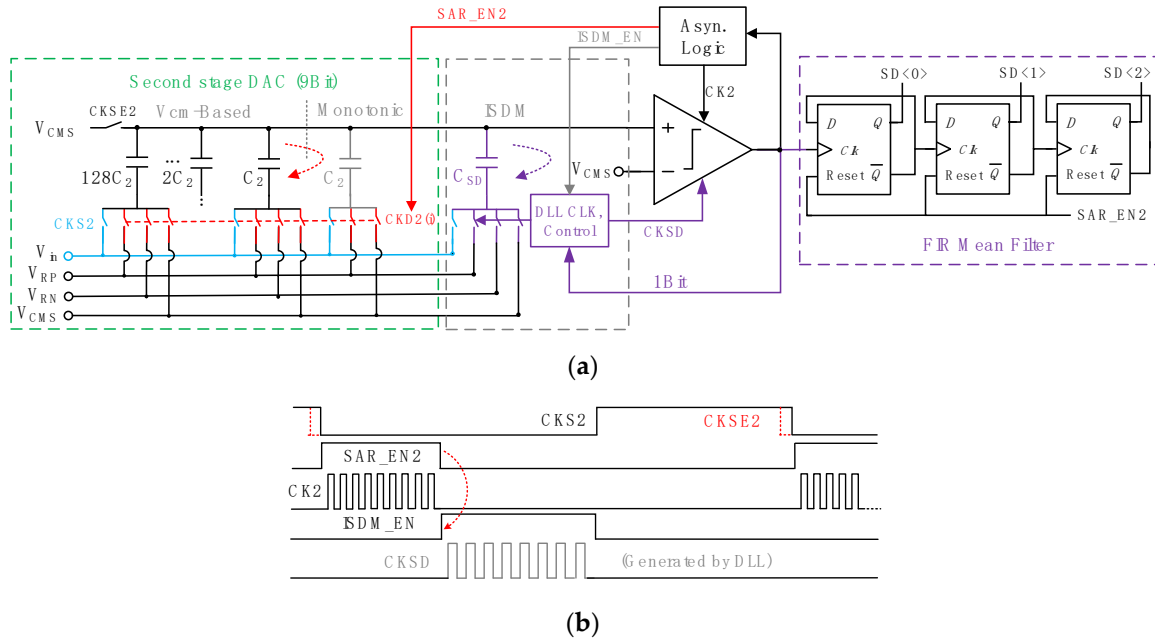 SAR_EN2
ISDM_EN
Asyn.
Logic
CK2
Second stage DAC (9Bit)
CKSE2
Vcm-Based
Monotonic
ISDM
VCMS
128C2
...
2C2
C2
C2
CSD
VCMS
+
−
CKS2
CKD2(i)
DLL CLK,
Control
CKSD
1Bit
Vin
VRP
VRN
VCMS
SD<0>
SD<1>
SD<2>
D Q
Clk
Reset Q
D Q
Clk
Reset Q
D Q
Clk
Reset Q
SAR_EN2
FIR Mean Filter
(a)
CKS2
CKSE2
SAR_EN2
CK2
ISDM_EN
CKSD
(Generated by DLL)
(b)